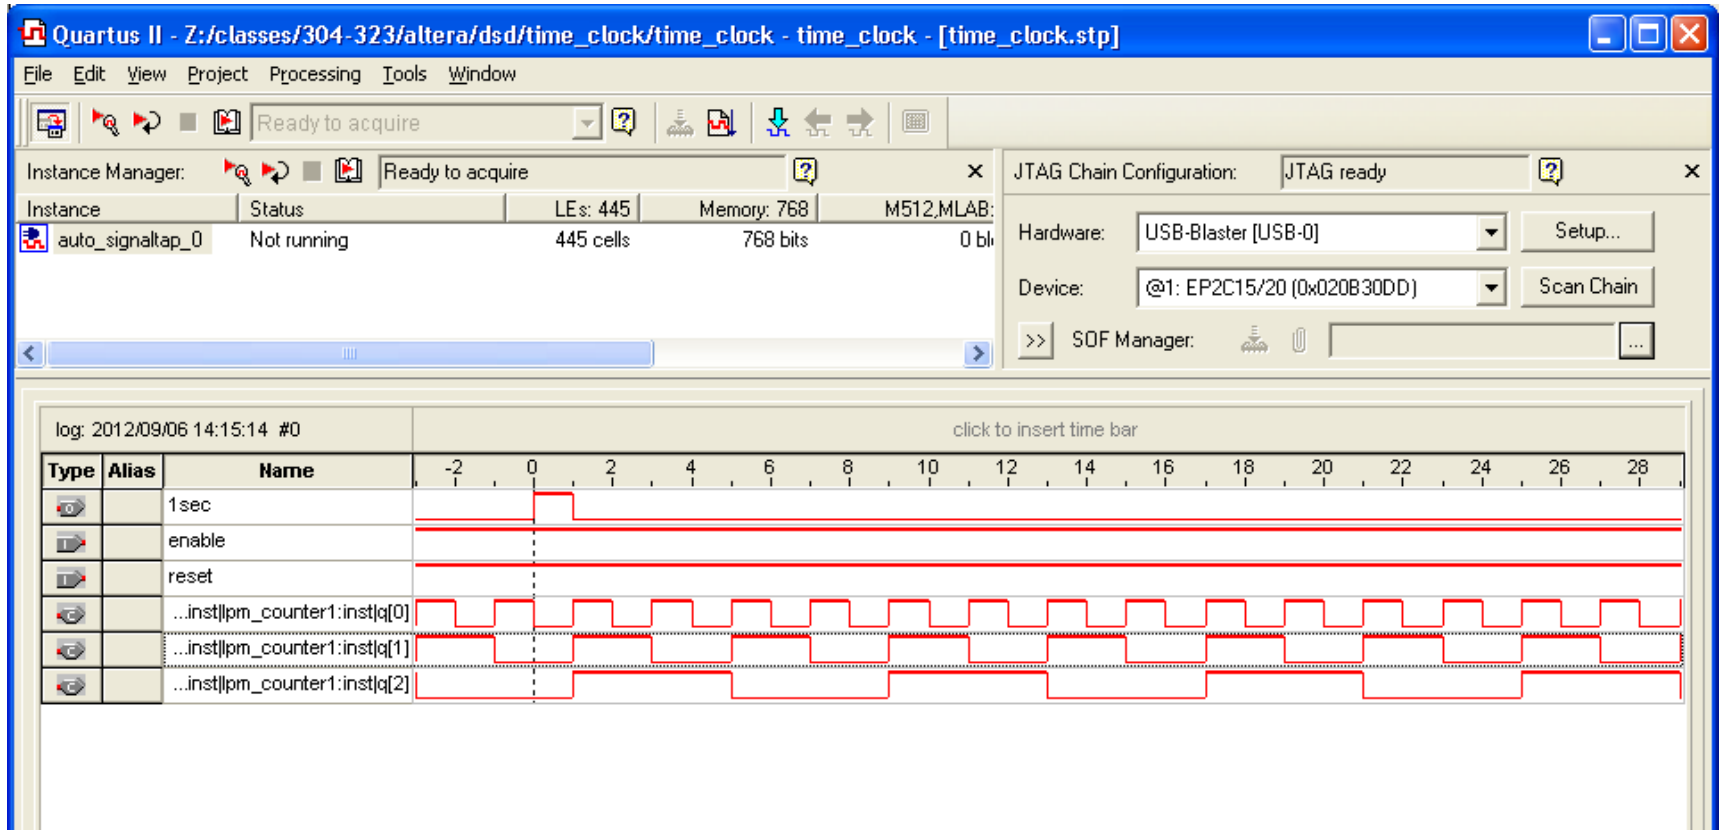 Quartus II - Z:/classes/304-323/altera/dsd/time_clock/time_clock - time_clock - [time_clock.stp]
File Edit View Project Processing Tools Window
Ready to acquire
Instance Manager: Ready to acquire
JTAG Chain Configuration: JTAG ready
Instance Status LEs: 445 Memory: 768 M512,MLAB:
auto_signaltap_0 Not running 445 cells 768 bits 0 blo
Hardware: USB-Blaster [USB-0] Setup...
Device: @1: EP2C15/20 (0x020B30DD) Scan Chain
>> SOF Manager: ...
log: 2012/09/06 14:15:14 #0 click to insert time bar
Type Alias Name -2 0 2 4 6 8 10 12 14 16 18 20 22 24 26 28
1sec
enable
reset
...inst|lpm_counter1:inst|q[0]
...inst|lpm_counter1:inst|q[1]
...inst|lpm_counter1:inst|q[2]